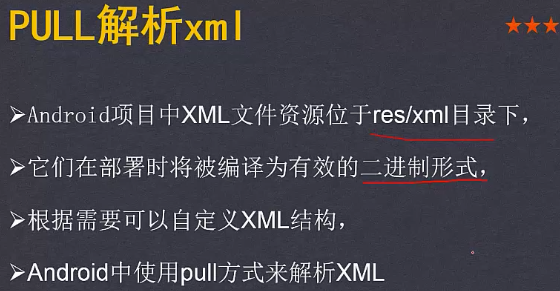 PULL解析xml
➢Android项目中XML文件资源位于res/xml目录下，
➢它们在部署时将被编译为有效的二进制形式，
➢根据需要可以自定义XML结构，
➢Android中使用pull方式来解析XML